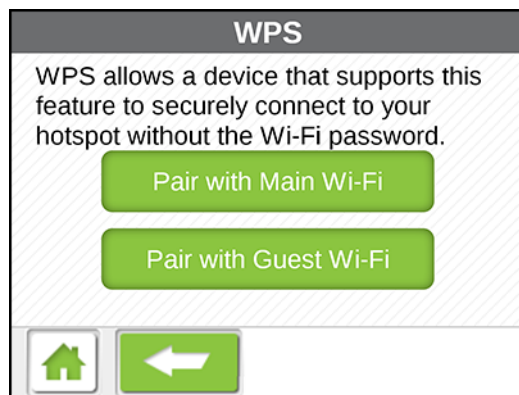 WPS
WPS allows a device that supports this
feature to securely connect to your
hotspot without the Wi-Fi password.
Pair with Main Wi-Fi
Pair with Guest Wi-Fi